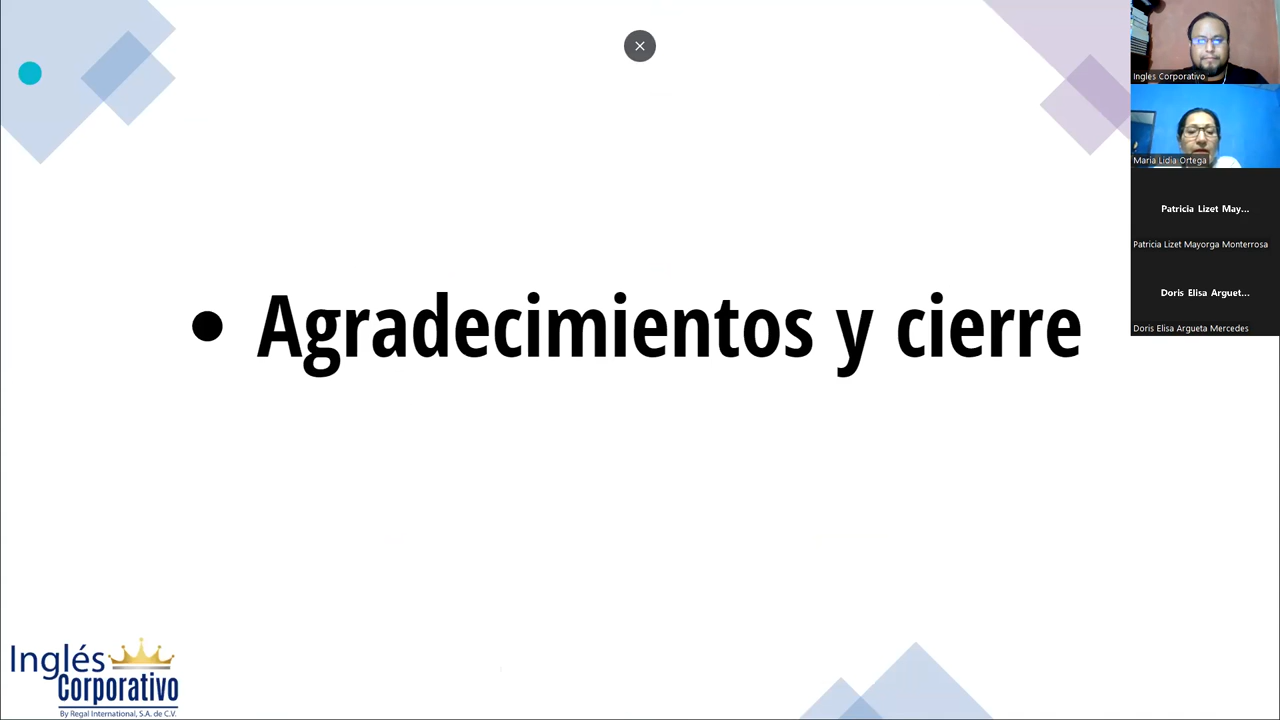 • Agradecimientos y cierre
Inglés
Corporativo
By Regal International, S.A. de C.V.
Ingles Corporativo
Maria Lidia Ortega
Patricia Lizet May...
Patricia Lizet Mayorga Monterrosa
Doris Elisa Arguet...
Doris Elisa Argueta Mercedes